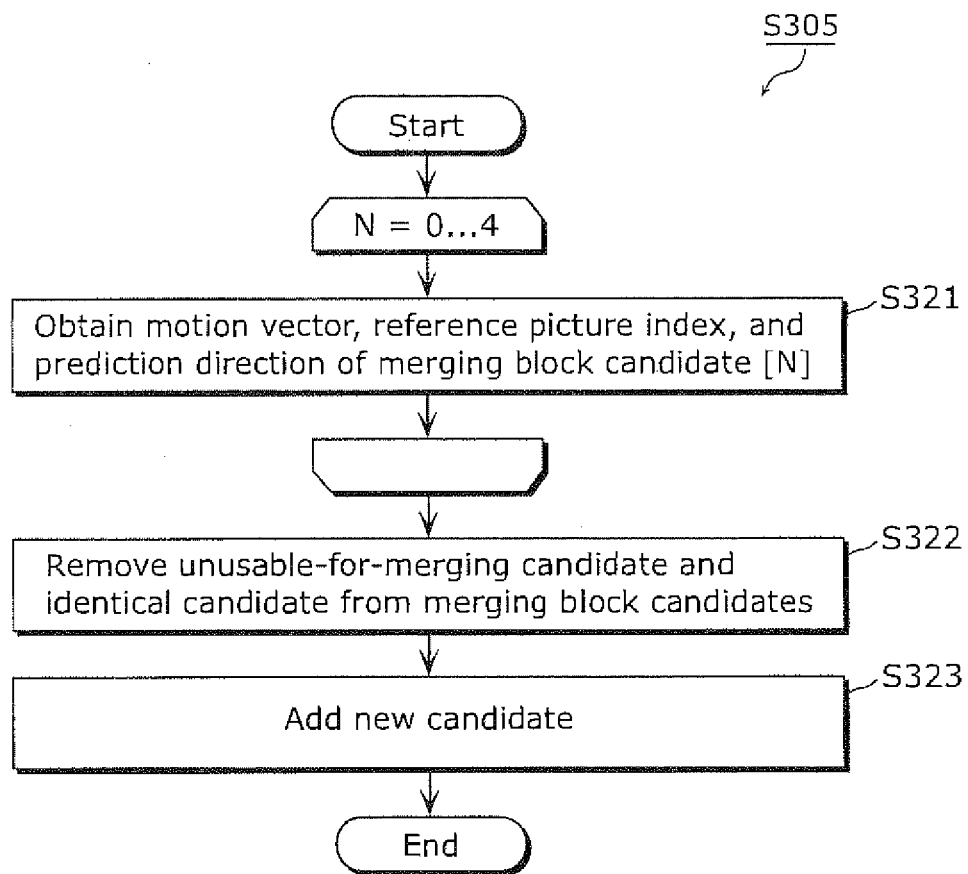 S305
Start
N = 0...4
S321
Obtain motion vector, reference picture index, and
prediction direction of merging block candidate [N]
S322
Remove unusable-for-merging candidate and
identical candidate from merging block candidates
S323
Add new candidate
End